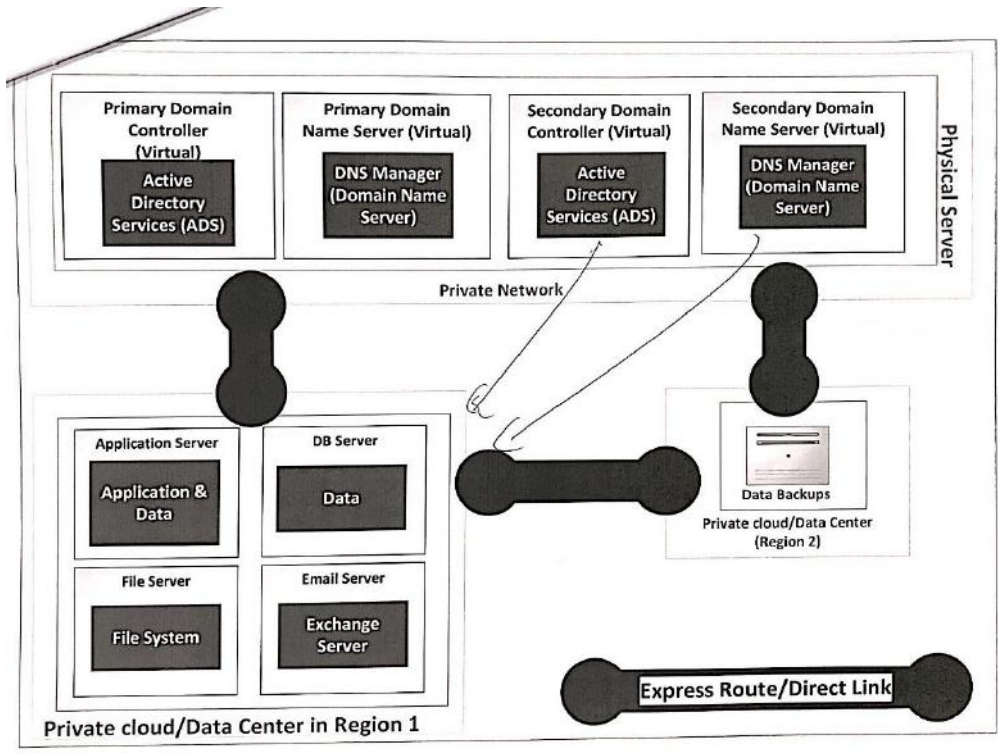 Primary Domain
Controller
(Virtual)
Active
Directory
Services (ADS)
Primary Domain
Name Server (Virtual)
DNS Manager
(Domain Name
Server)
Secondary Domain
Controller (Virtual)
Active
Directory
Services (ADS)
Secondary Domain
Name Server (Virtual)
DNS Manager
(Domain Name
Server)
Physical Server
Private Network
Application Server
Application &
Data
DB Server
Data
File Server
File System
Email Server
Exchange
Server
Private cloud/Data Center in Region 1
Data Backups
Private cloud/Data Center
(Region 2)
Express Route/Direct Link